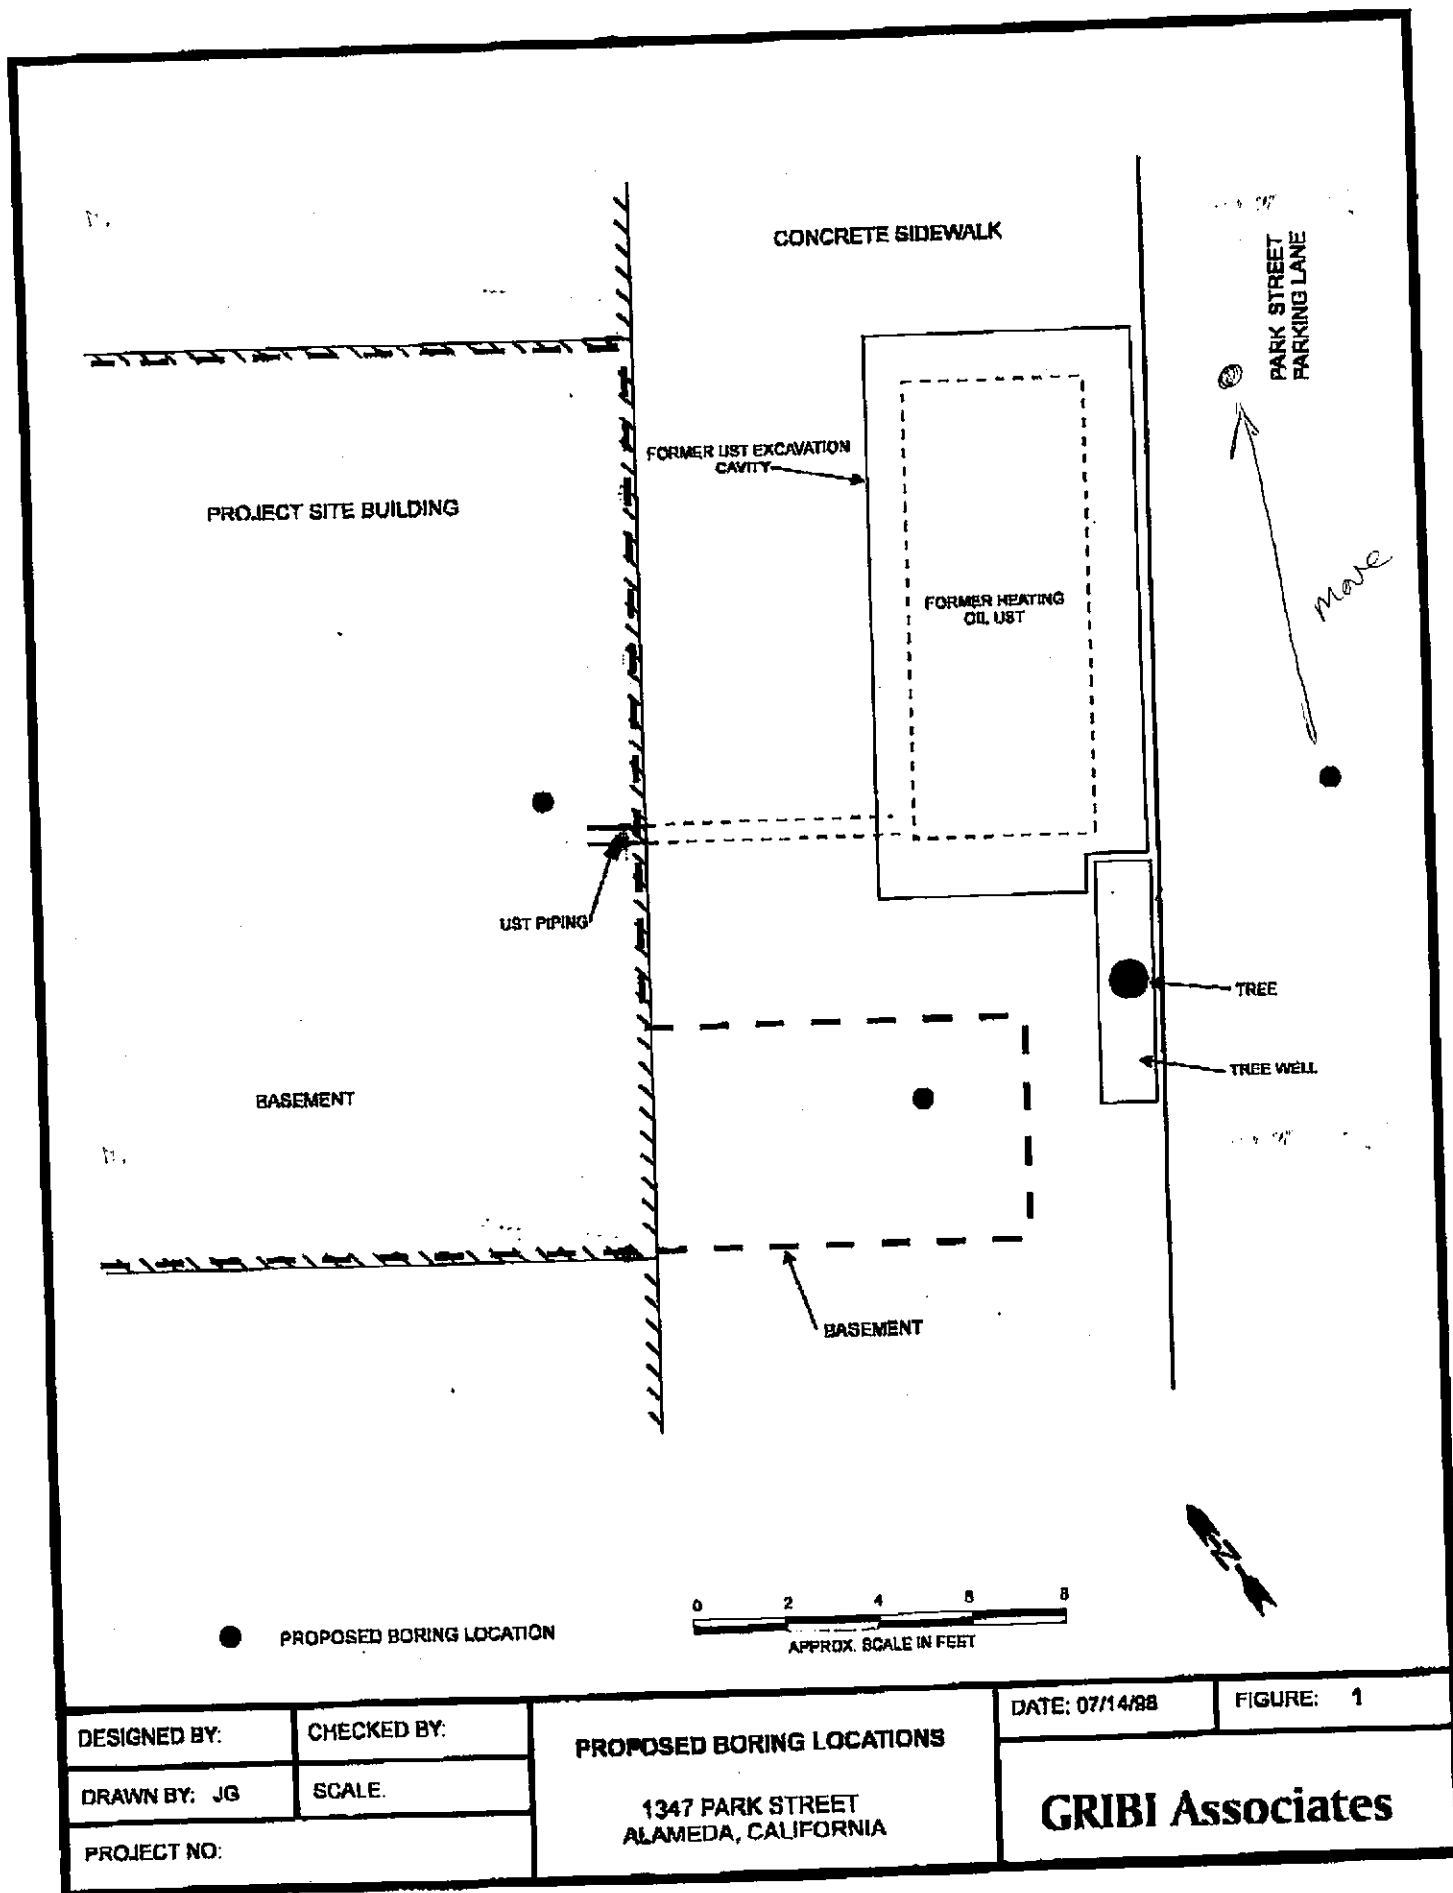 CONCRETE SIDEWALK
PARK STREET
PARKING LANE
FORMER UST EXCAVATION
CAVITY
PROJECT SITE BUILDING
FORMER HEATING
OIL UST
move
UST PIPING
TREE
TREE WELL
BASEMENT
BASEMENT
N
0 2 4 6 8
APPROX. SCALE IN FEET
PROPOSED BORING LOCATION
DESIGNED BY:
CHECKED BY:
DRAWN BY: JG
SCALE.
PROJECT NO:
PROPOSED BORING LOCATIONS
1347 PARK STREET
ALAMEDA, CALIFORNIA
DATE: 07/14/98
FIGURE: 1
GRIBI Associates